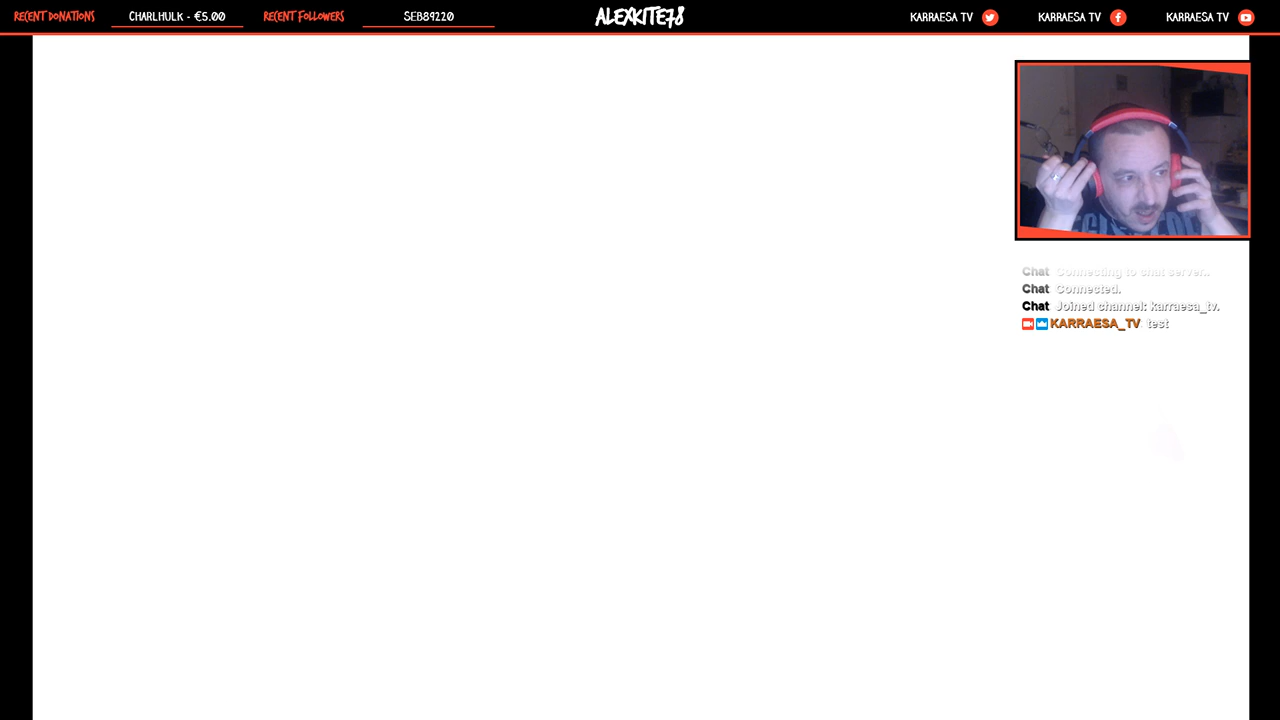 RECENT DONATIONS
CHARLHULK - €5.00
RECENT FOLLOWERS
SEB89220
ALEXKITE78
KARRAESA TV
KARRAESA TV
KARRAESA TV
Chat Connecting to chat server..
Chat Connected.
Chat Joined channel: karraesa_tv.
KARRAESA_TV test